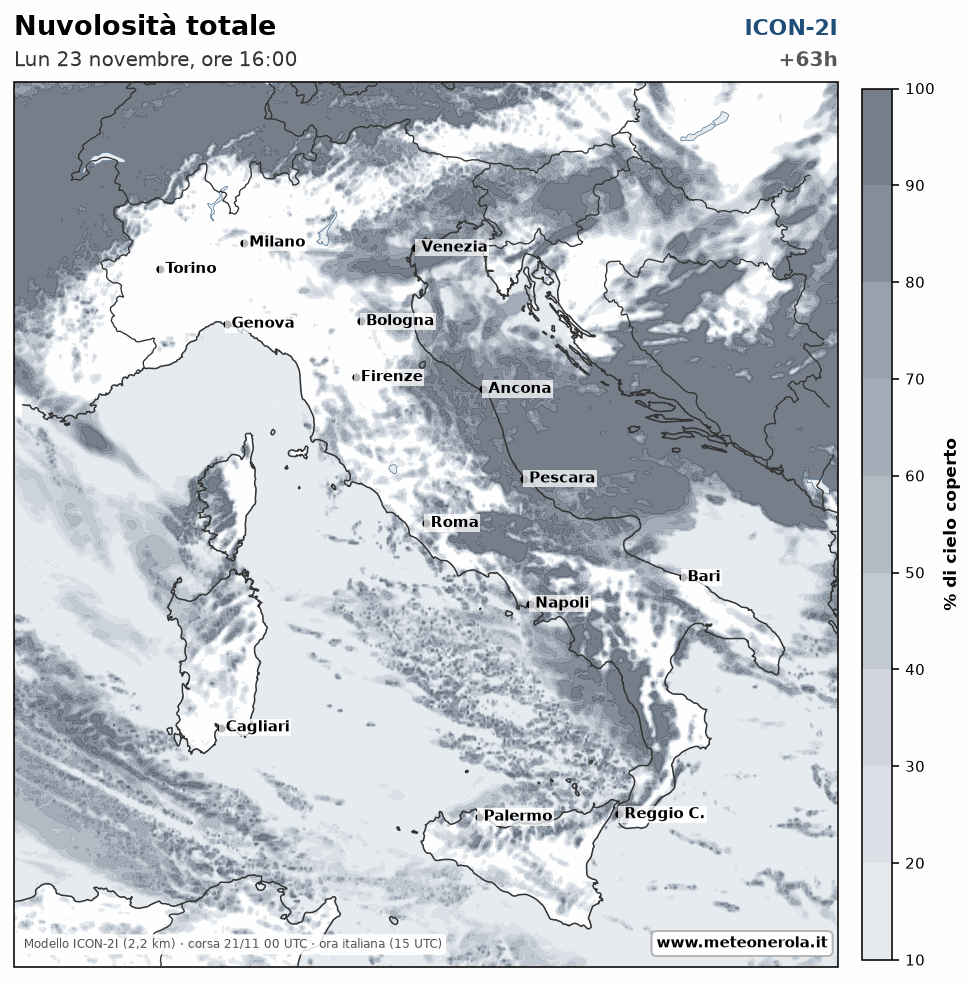 Nuvolosità totale
ICON-2I
Lun 23 novembre, ore 16:00
+63h
Milano
Venezia
Torino
Genova
Bologna
Firenze
Ancona
Pescara
Roma
Bari
Napoli
Cagliari
Palermo
Reggio C.
Modello ICON-2I (2,2 km) · corsa 21/11 00 UTC · ora italiana (15 UTC)
www.meteonerola.it
100
90
80
70
60
50
40
30
20
10
% di cielo coperto